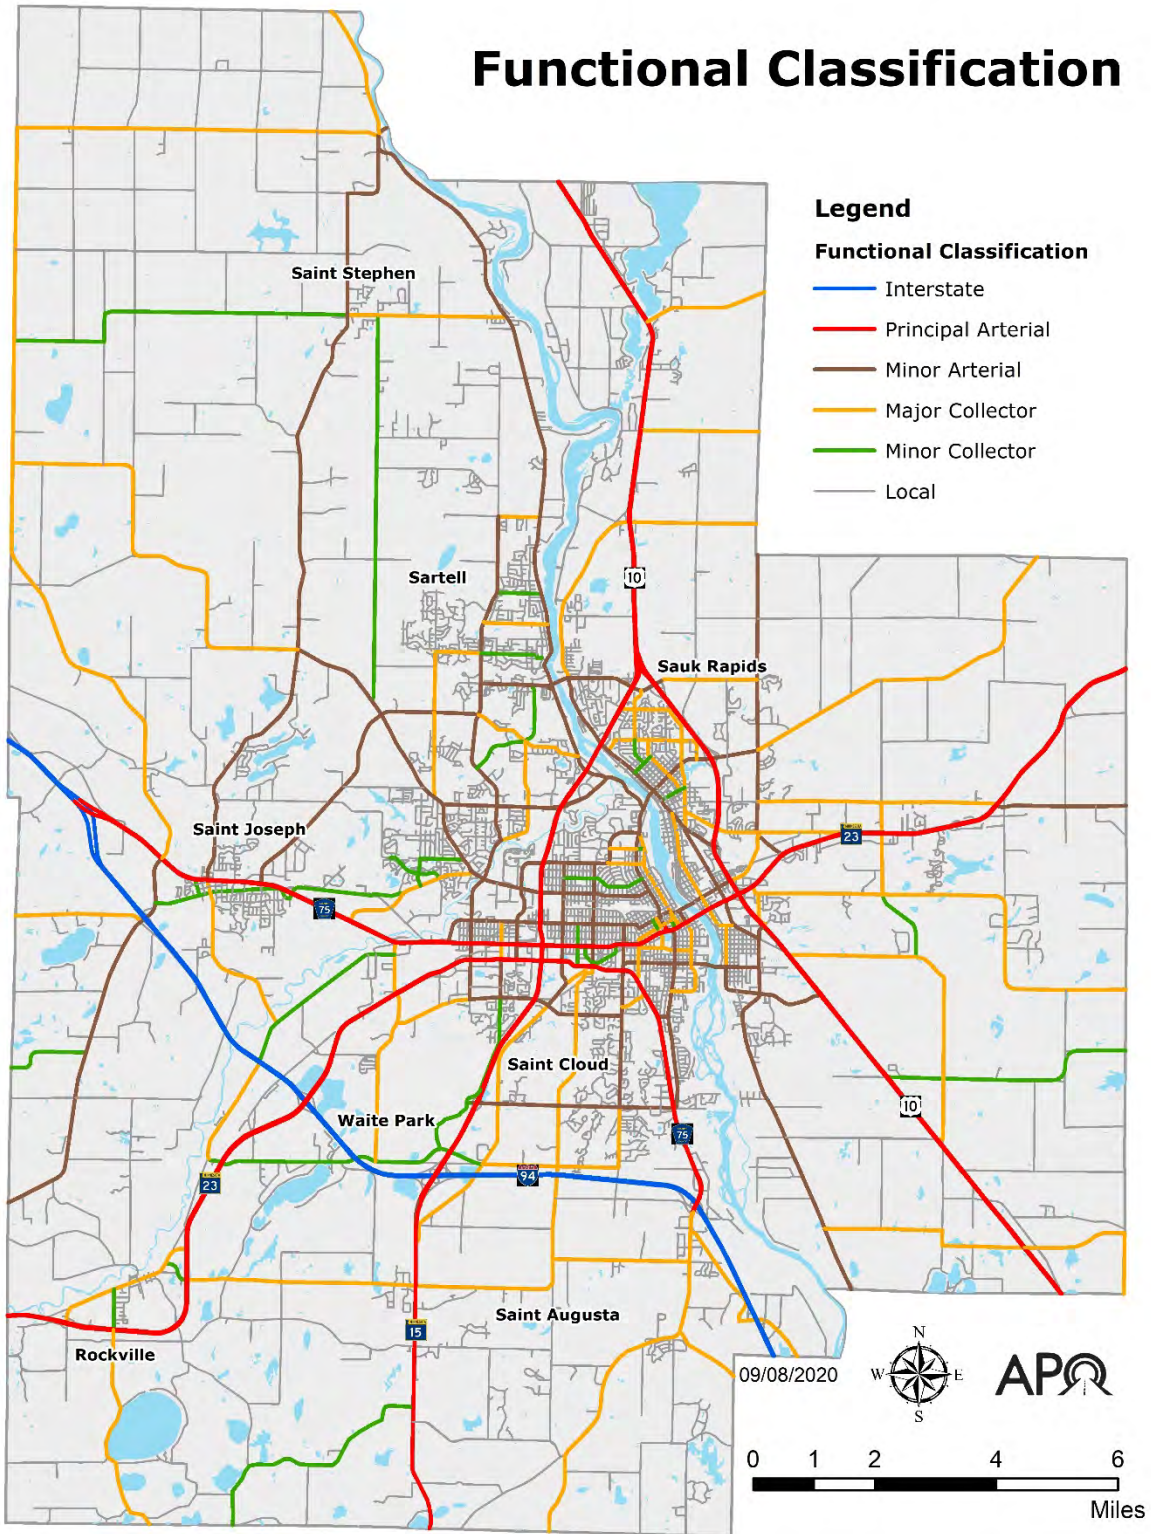 Functional Classification
Legend
Functional Classification
Interstate
Principal Arterial
Minor Arterial
Major Collector
Minor Collector
Local
Saint Stephen
Sartell
10
Sauk Rapids
Saint Joseph
23
75
Saint Cloud
Waite Park
10
75
94
23
Saint Augusta
15
Rockville
09/08/2020
N
W E
S
APO
0 1 2 4 6
Miles